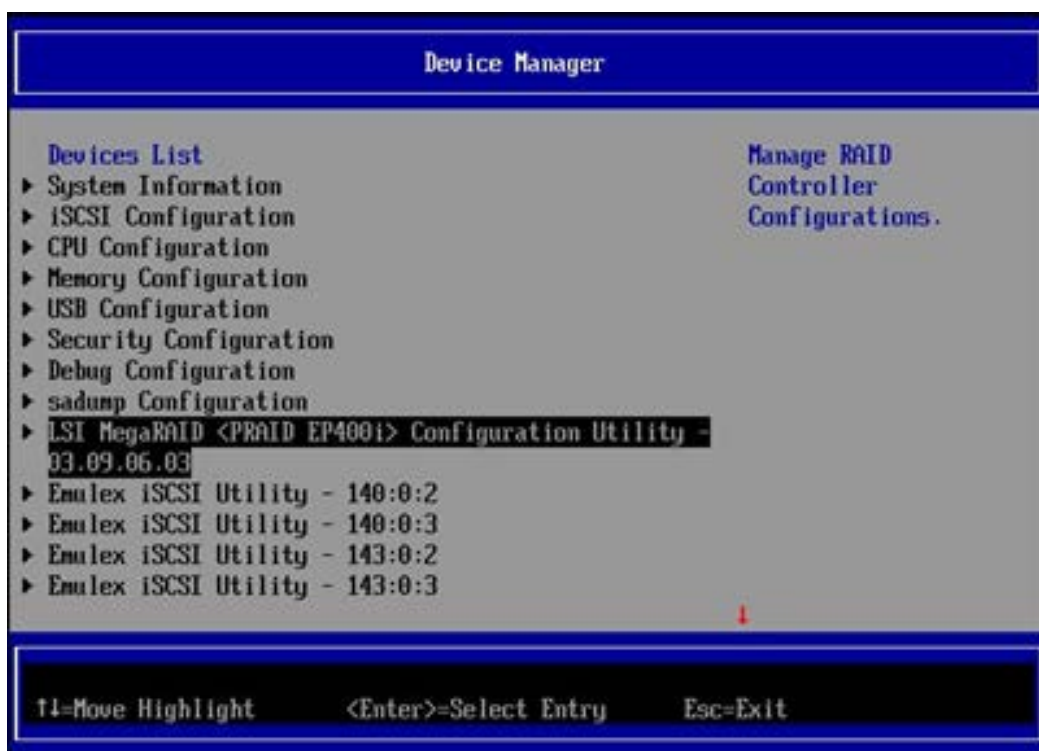 Device Manager
Devices List
▶ System Information
▶ iSCSI Configuration
▶ CPU Configuration
▶ Memory Configuration
▶ USB Configuration
▶ Security Configuration
▶ Debug Configuration
▶ sadump Configuration
▶ LSI MegaRAID <PRAID EP400i> Configuration Utility -
03.09.06.03
▶ Emulex iSCSI Utility - 140:0:2
▶ Emulex iSCSI Utility - 140:0:3
▶ Emulex iSCSI Utility - 143:0:2
▶ Emulex iSCSI Utility - 143:0:3
Manage RAID
Controller
Configurations.
↓
↑↓=Move Highlight <Enter>=Select Entry Esc=Exit